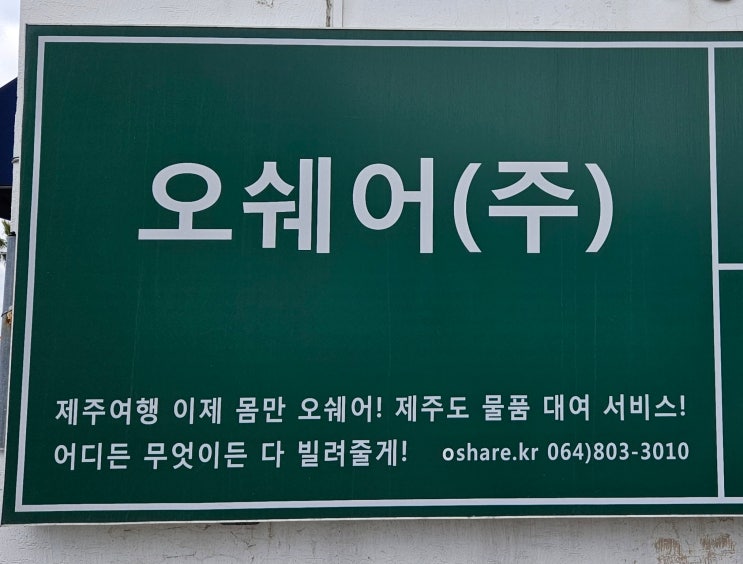 오쉐어(주)
제주여행 이제 몸만 오쉐어! 제주도 물품 대여 서비스!
어디든 무엇이든 다 빌려줄게! oshare.kr 064)803-3010